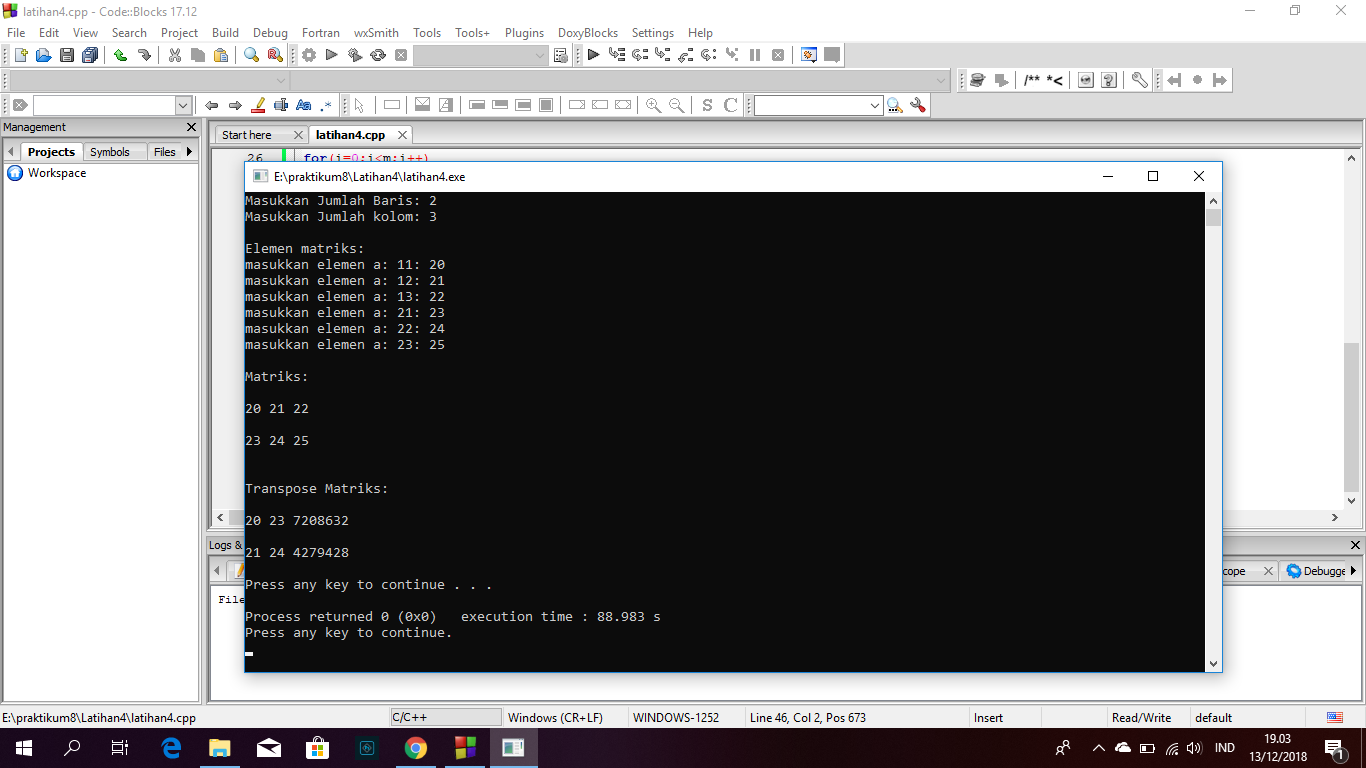 latihan4.cpp - Code::Blocks 17.12
File Edit View Search Project Build Debug Fortran wxSmith Tools Tools+ Plugins DoxyBlocks Settings Help
/** *<
Aa .*
S C
Management
Projects Symbols Files
Workspace
Start here latihan4.cpp
26 for(i=0;i<m;i++)
E:\praktikum8\Latihan4\latihan4.exe
Masukkan Jumlah Baris: 2
Masukkan Jumlah kolom: 3
Elemen matriks:
masukkan elemen a: 11: 20
masukkan elemen a: 12: 21
masukkan elemen a: 13: 22
masukkan elemen a: 21: 23
masukkan elemen a: 22: 24
masukkan elemen a: 23: 25
Matriks:
20 21 22
23 24 25
Transpose Matriks:
20 23 7208632
21 24 4279428
Press any key to continue . . .
Process returned 0 (0x0) execution time : 88.983 s
Press any key to continue.
Logs &
cope Debugge
File
E:\praktikum8\Latihan4\latihan4.cpp C/C++ Windows (CR+LF) WINDOWS-1252 Line 46, Col 2, Pos 673 Insert Read/Write default
IND
19.03
13/12/2018
1